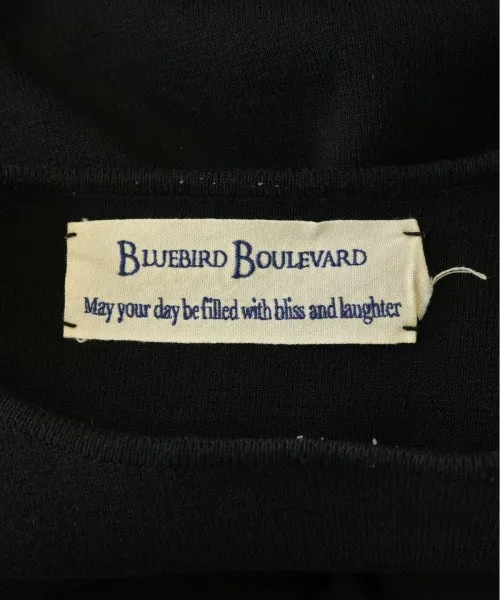 BLUEBIRD BOULEVARD
May your day be filled with bliss and laughter